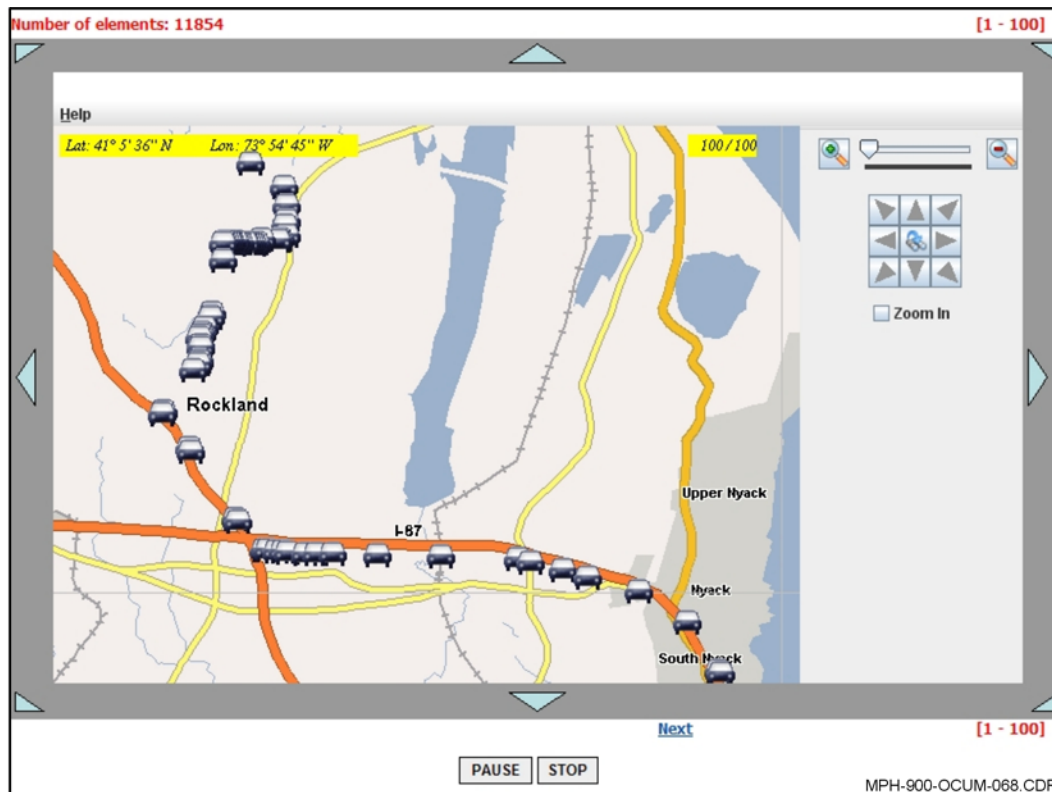 Number of elements: 11854 [1 - 100]
Help
Lat: 41° 5' 36" N Lon: 73° 54' 45" W 100 / 100
Zoom In
Rockland
Upper Nyack
I-87
Nyack
South Nyack
Next [1 - 100]
PAUSE STOP
MPH-900-OCUM-068.CDR